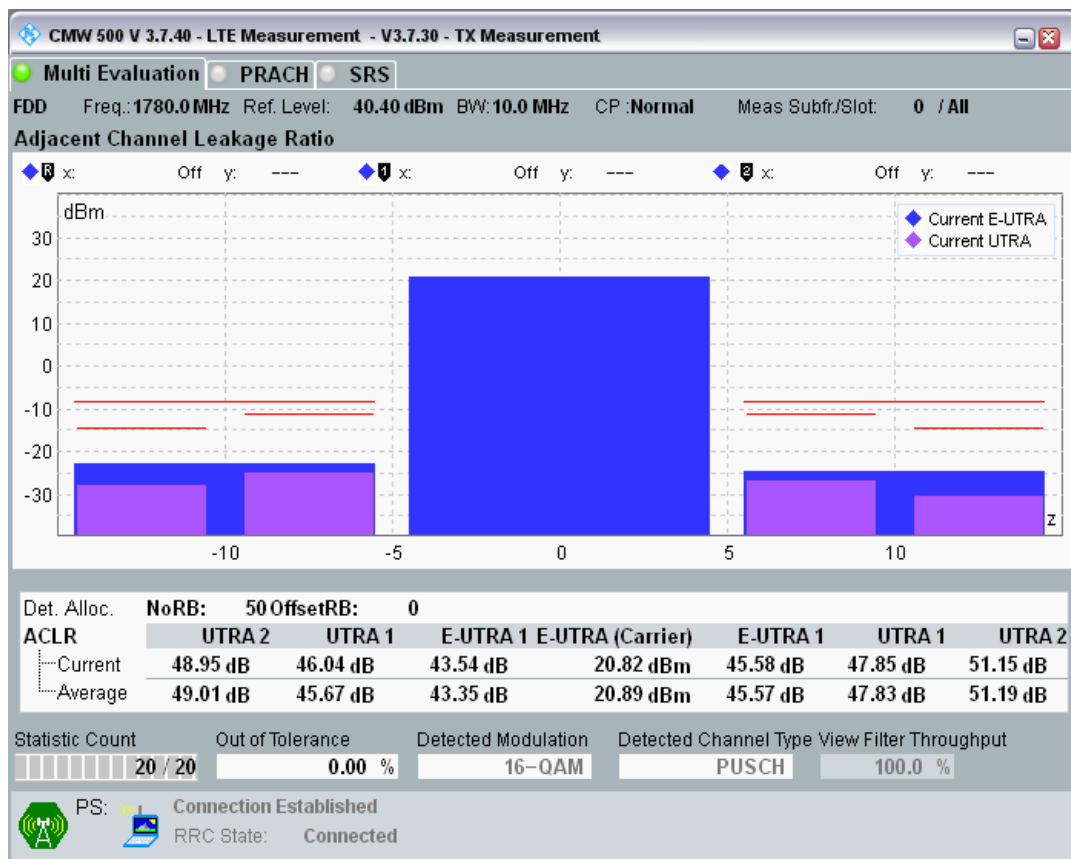 CMW 500 V 3.7.40 - LTE Measurement - V3.7.30 - TX Measurement
Multi Evaluation PRACH SRS
FDD Freq.:1780.0 MHz Ref. Level: 40.40 dBm BW: 10.0 MHz CP :Normal Meas Subfr./Slot: 0 / All
Adjacent Channel Leakage Ratio
R x: Off y: --- 1 x: Off y: --- 2 x: Off y: ---
dBm
Current E-UTRA
Current UTRA
30
20
10
0
-10
-20
-30
z
-10 -5 0 5 10
Det. Alloc. NoRB: 50 OffsetRB: 0
ACLR UTRA 2 UTRA 1 E-UTRA 1 E-UTRA (Carrier) E-UTRA 1 UTRA 1 UTRA 2
Current 48.95 dB 46.04 dB 43.54 dB 20.82 dBm 45.58 dB 47.85 dB 51.15 dB
Average 49.01 dB 45.67 dB 43.35 dB 20.89 dBm 45.57 dB 47.83 dB 51.19 dB
Statistic Count Out of Tolerance Detected Modulation Detected Channel Type View Filter Throughput
20 / 20 0.00 % 16-QAM PUSCH 100.0 %
PS: Connection Established
RRC State: Connected